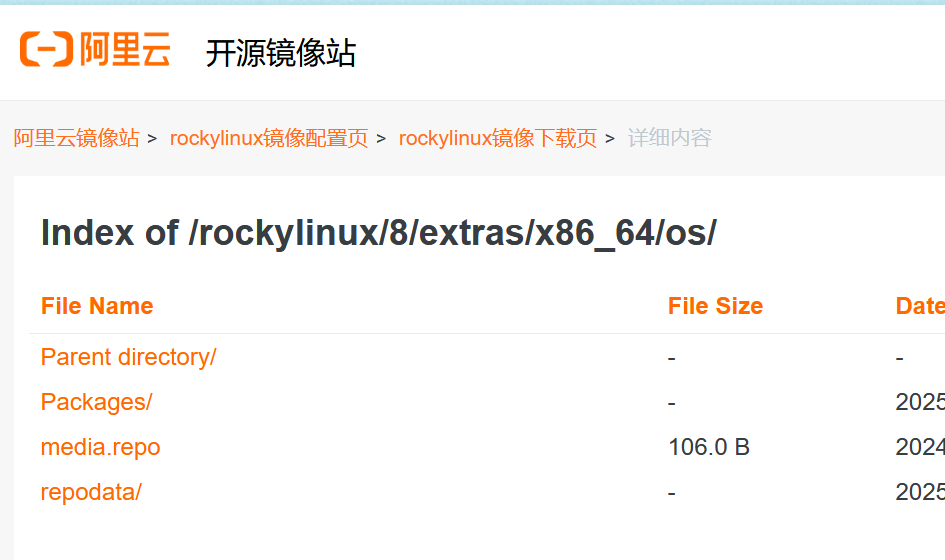 阿里云 开源镜像站
阿里云镜像站 > rockylinux镜像配置页 > rockylinux镜像下载页 > 详细内容
Index of /rockylinux/8/extras/x86_64/os/
File Name File Size Date
Parent directory/ - -
Packages/ - 2025
media.repo 106.0 B 2024
repodata/ - 2025